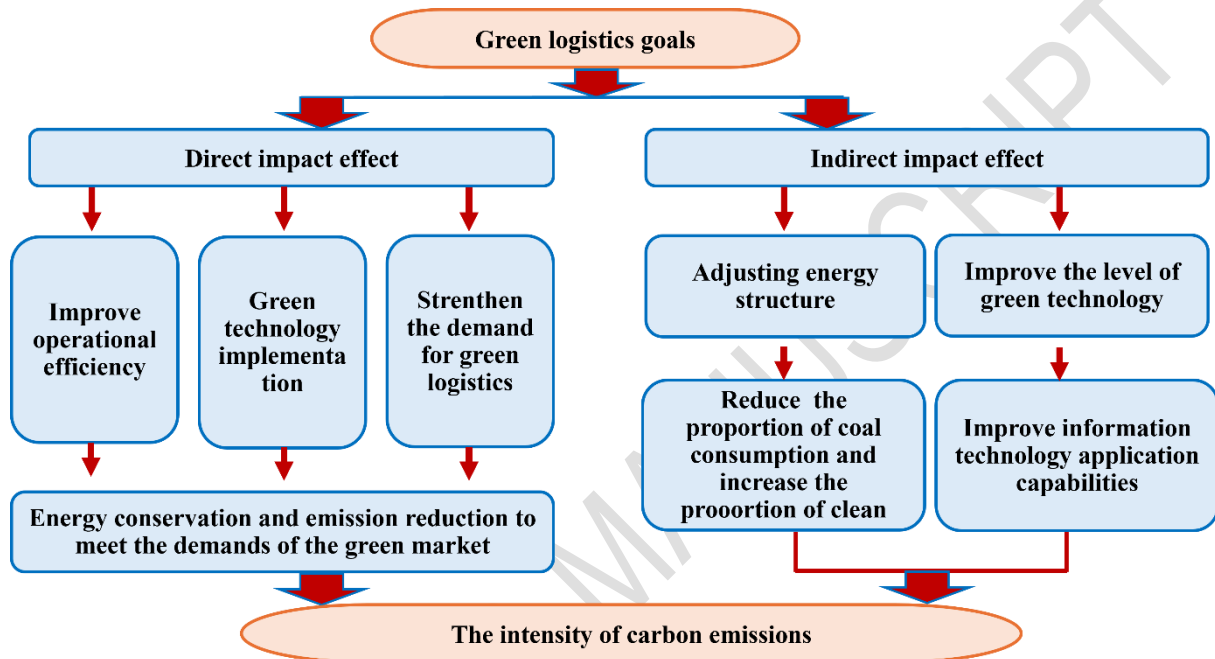 Green logistics goals
Direct impact effect
Indirect impact effect
Improve
operational
efficiency
Green
technology
implementa
tion
Strenthen
the demand
for green
logistics
Adjusting energy
structure
Improve the level of
green technology
Reduce the
proportion of coal
consumption and
increase the
prooortion of clean
Improve information
technology application
capabilities
Energy conservation and emission reduction to
meet the demands of the green market
The intensity of carbon emissions
MANUSCRIPT